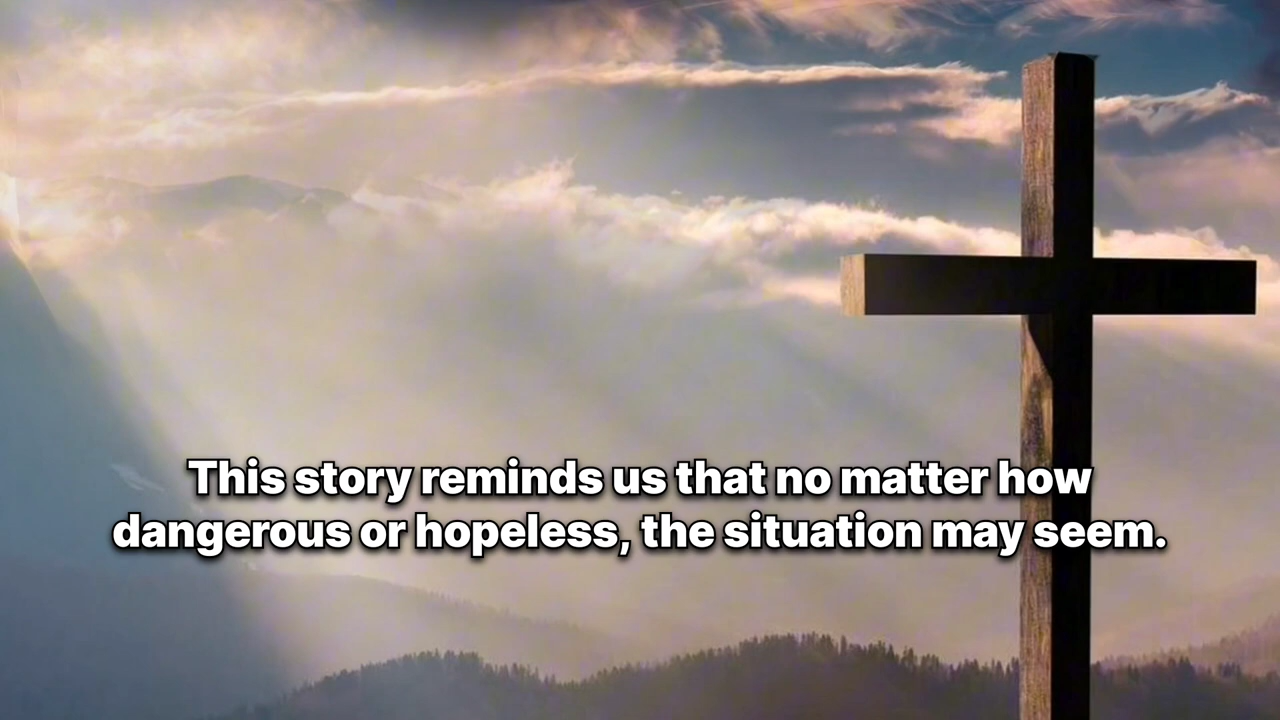 This story reminds us that no matter how
dangerous or hopeless, the situation may seem.